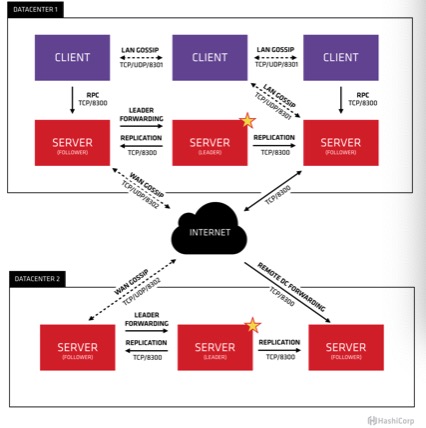 DATACENTER 1
CLIENT
LAN GOSSIP
TCP/UDP/8301
CLIENT
LAN GOSSIP
TCP/UDP/8301
CLIENT
RPC
TCP/8300
LAN GOSSIP
TCP/UDP/8301
RPC
TCP/8300
SERVER
(FOLLOWER)
LEADER
FORWARDING
REPLICATION
TCP/8300
SERVER
(LEADER)
REPLICATION
TCP/8300
SERVER
(FOLLOWER)
WAN GOSSIP
TCP/UDP/8302
TCP/8300
INTERNET
DATACENTER 2
WAN GOSSIP
TCP/UDP/8302
REMOTE DC FORWARDING
TCP/8300
SERVER
(FOLLOWER)
LEADER
FORWARDING
REPLICATION
TCP/8300
SERVER
(LEADER)
REPLICATION
TCP/8300
SERVER
(FOLLOWER)
HashiCorp